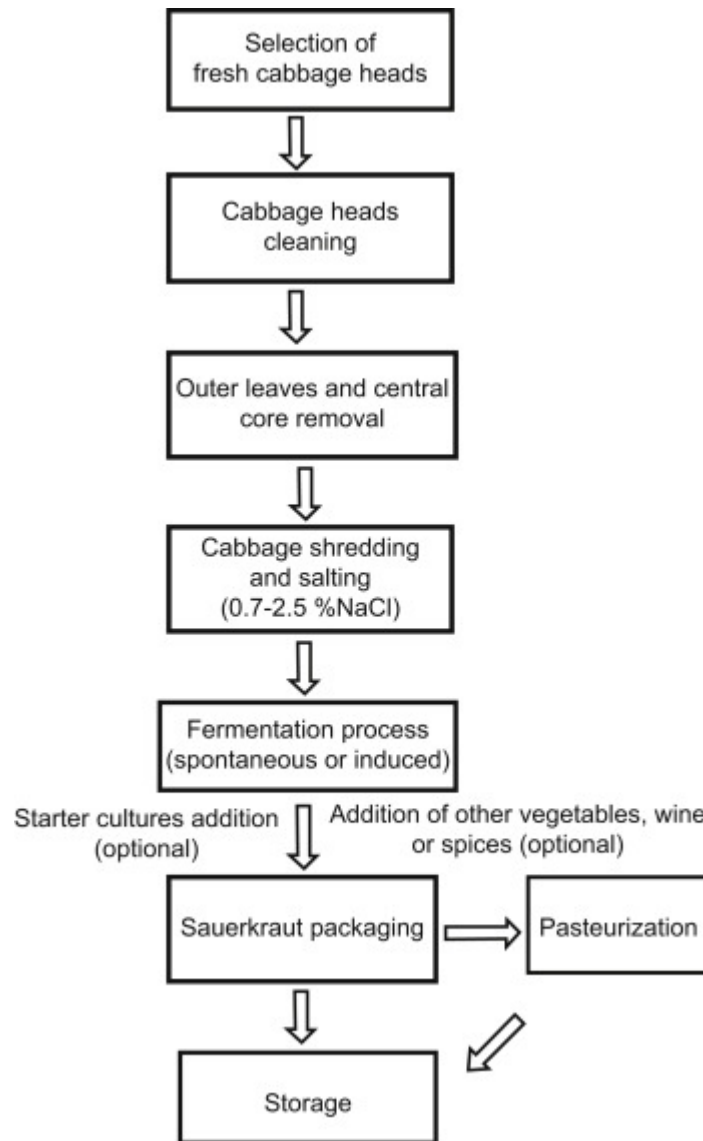 Selection of
fresh cabbage heads
Cabbage heads
cleaning
Outer leaves and central
core removal
Cabbage shredding
and salting
(0.7-2.5 %NaCl)
Fermentation process
(spontaneous or induced)
Starter cultures addition
(optional)
Addition of other vegetables, wine
or spices (optional)
Sauerkraut packaging
Pasteurization
Storage